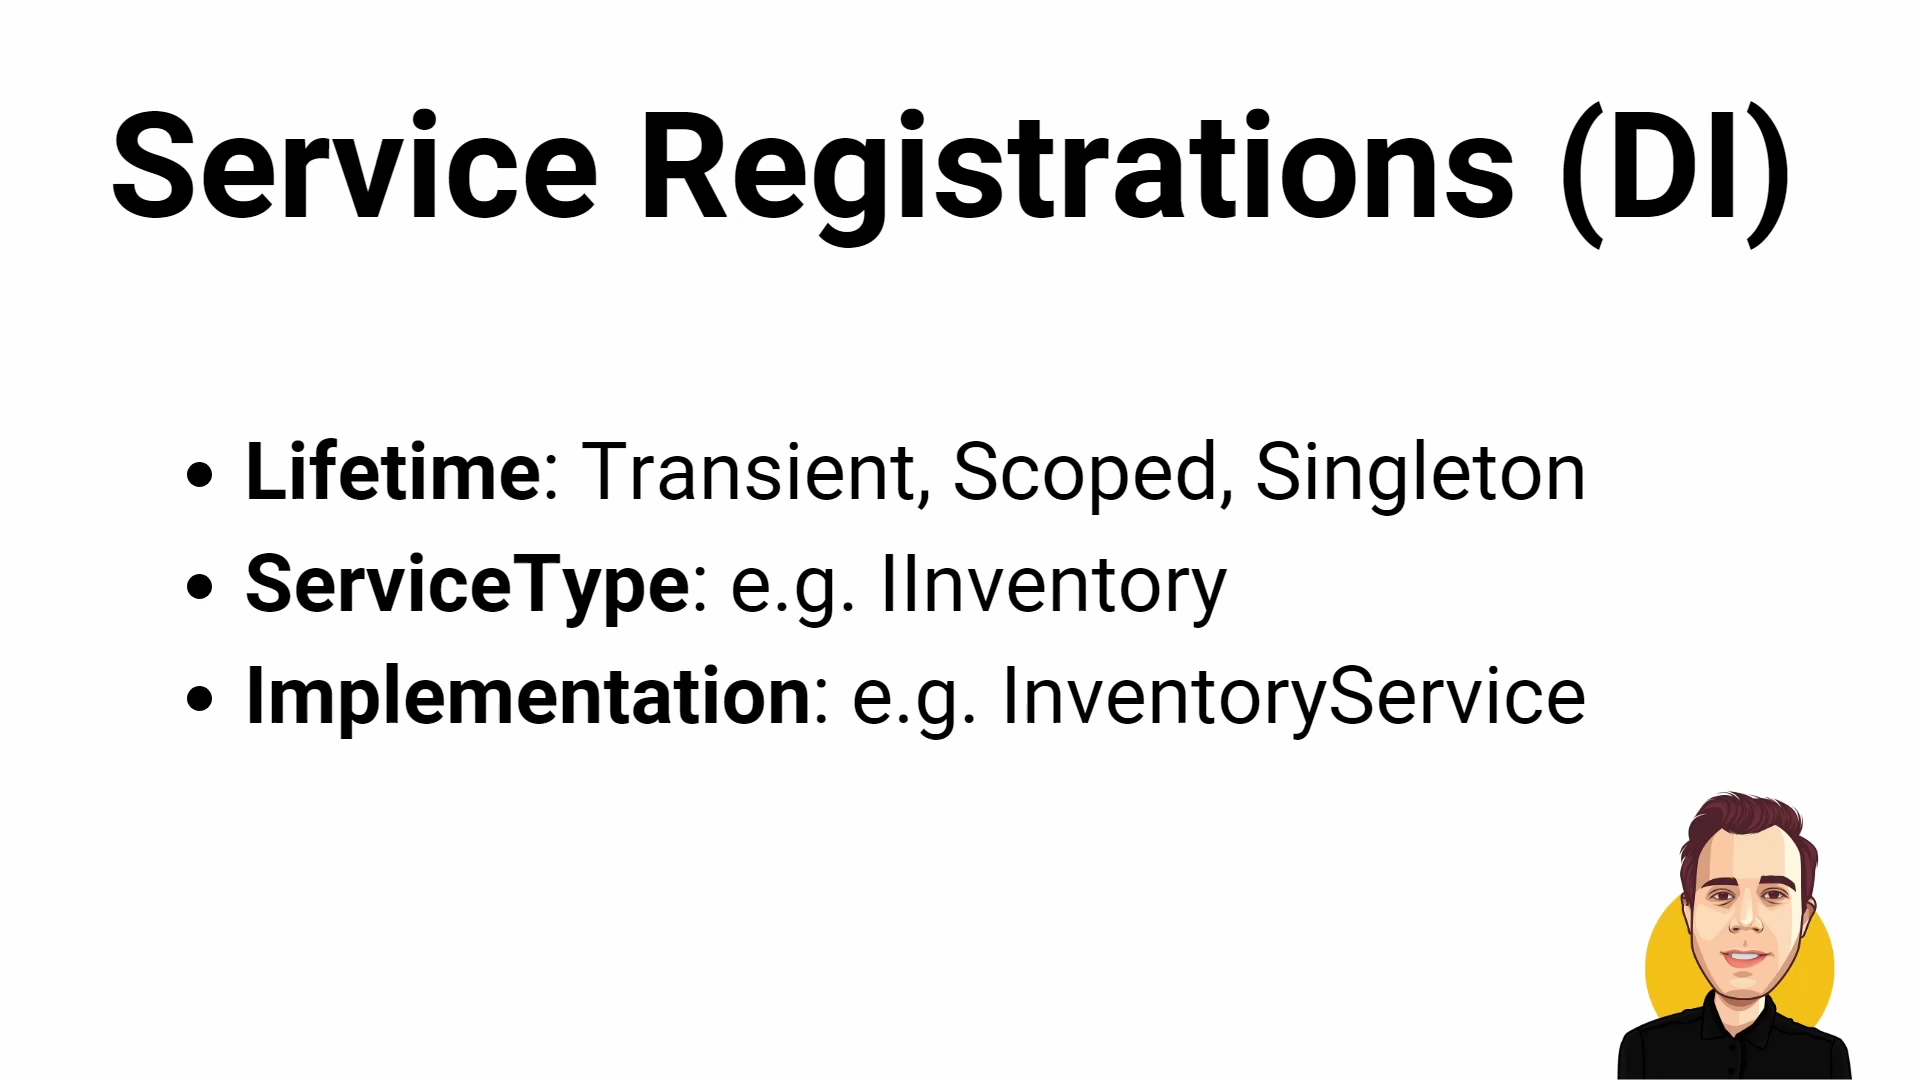 Service Registrations (DI)
• Lifetime: Transient, Scoped, Singleton
• ServiceType: e.g. IInventory
• Implementation: e.g. InventoryService